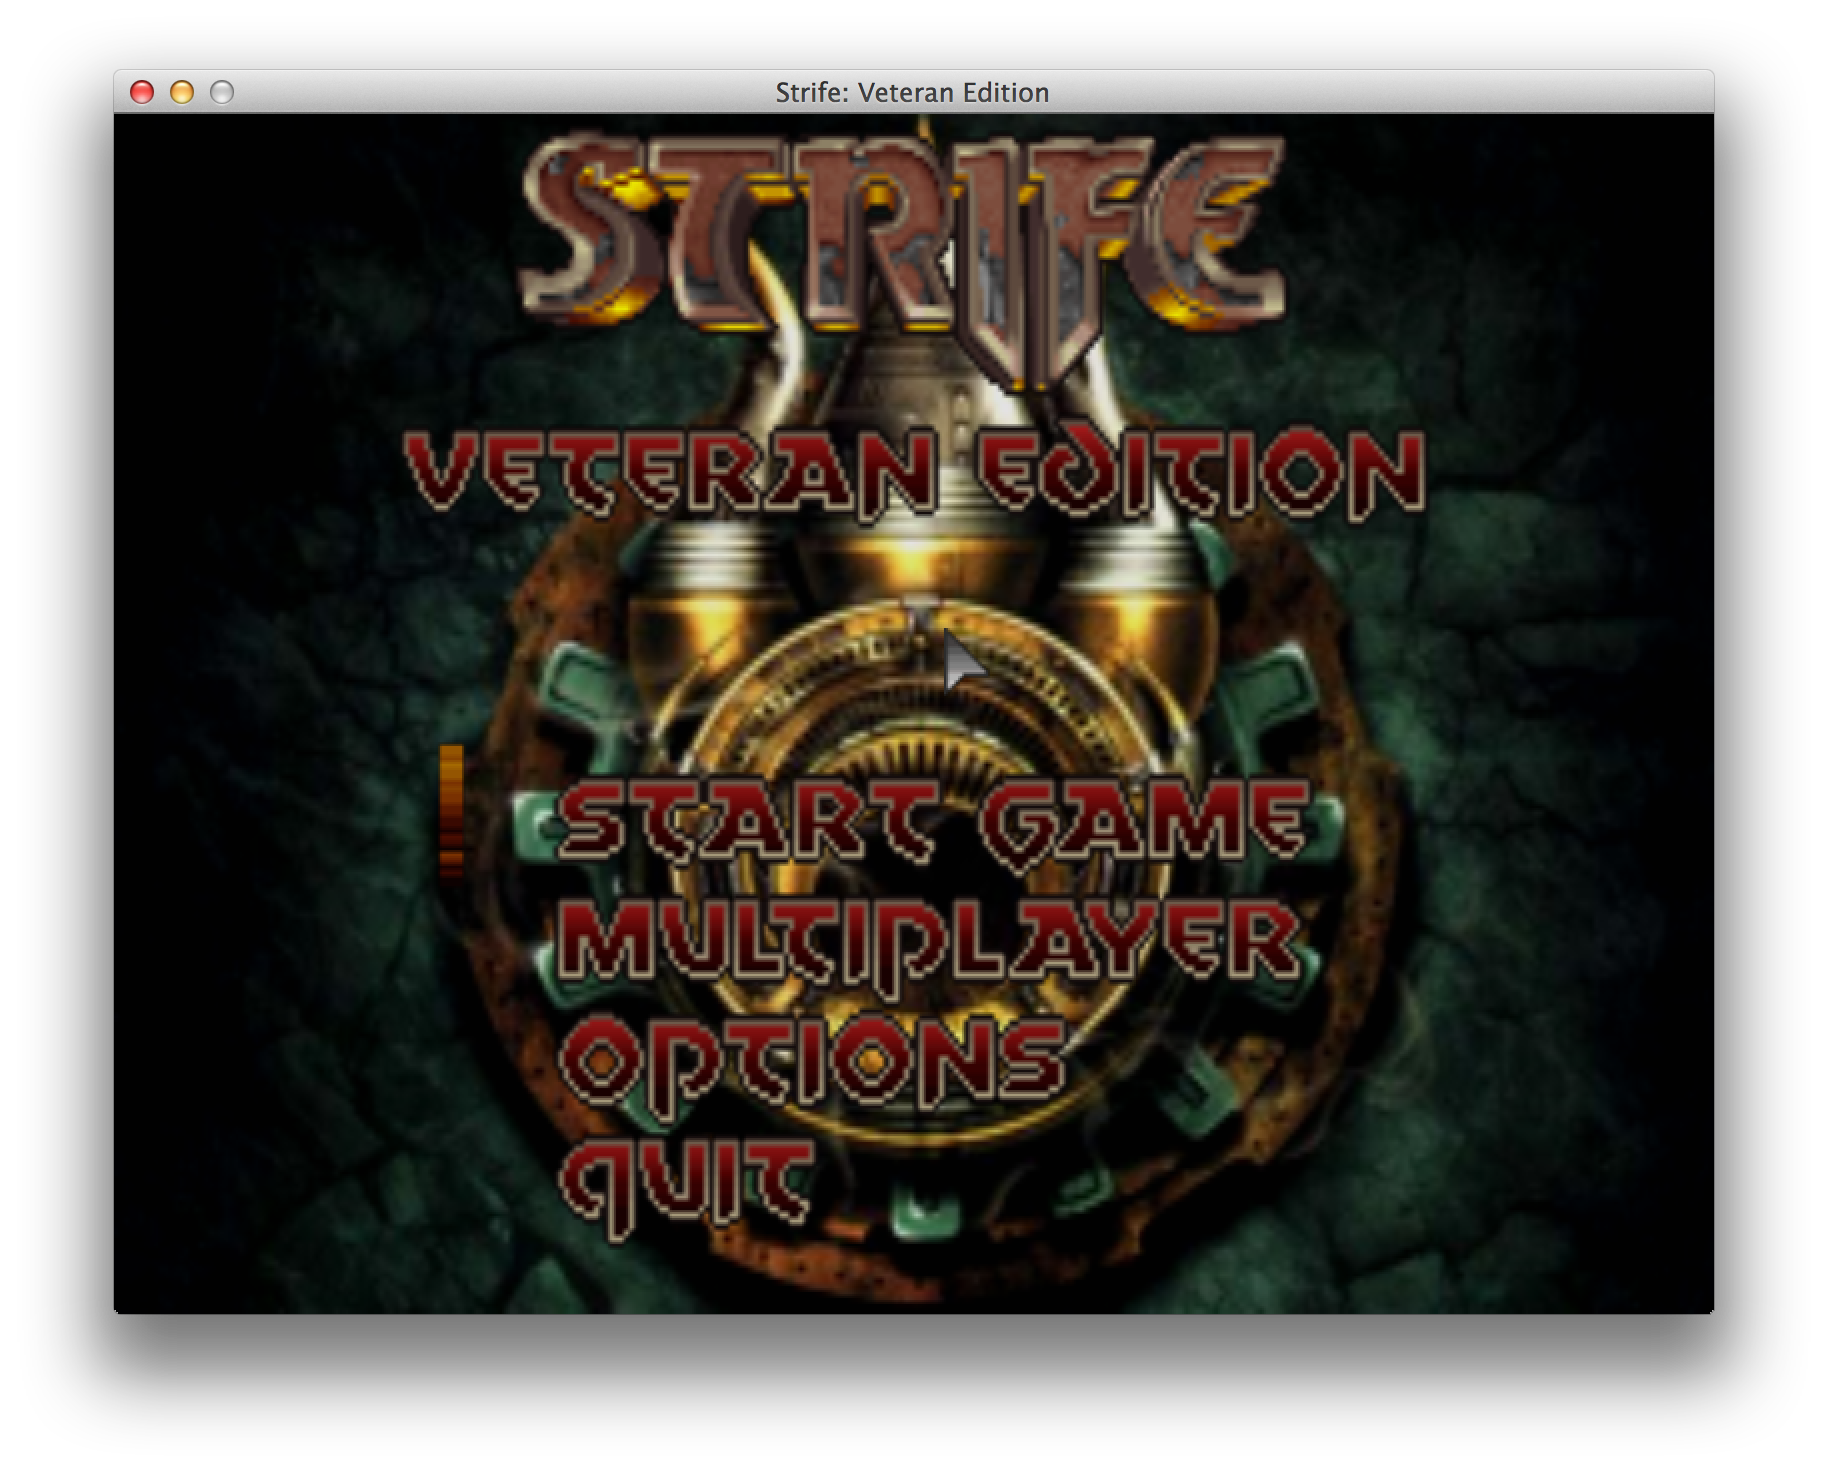 Strife: Veteran Edition
STRIFE
VETERAN EDITION
START GAME
MULTIPLAYER
OPTIONS
QUIT